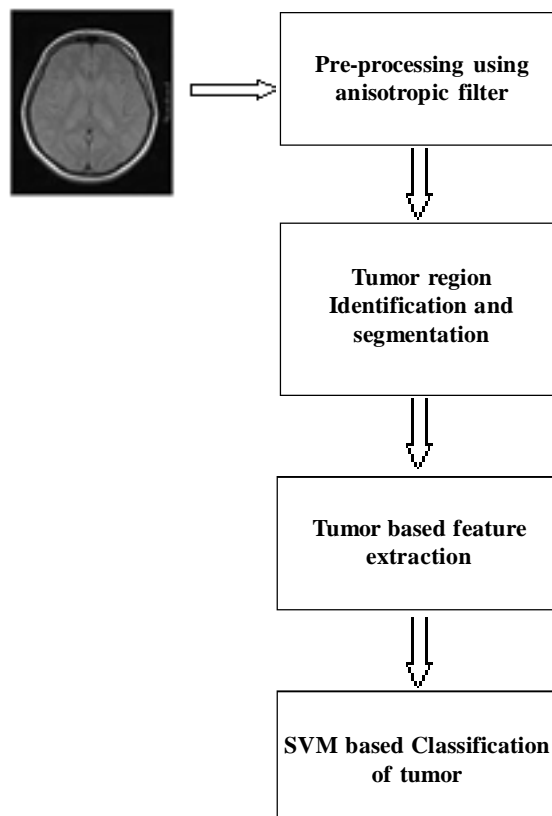 Pre-processing using
anisotropic filter
Tumor region
Identification and
segmentation
Tumor based feature
extraction
SVM based Classification
of tumor